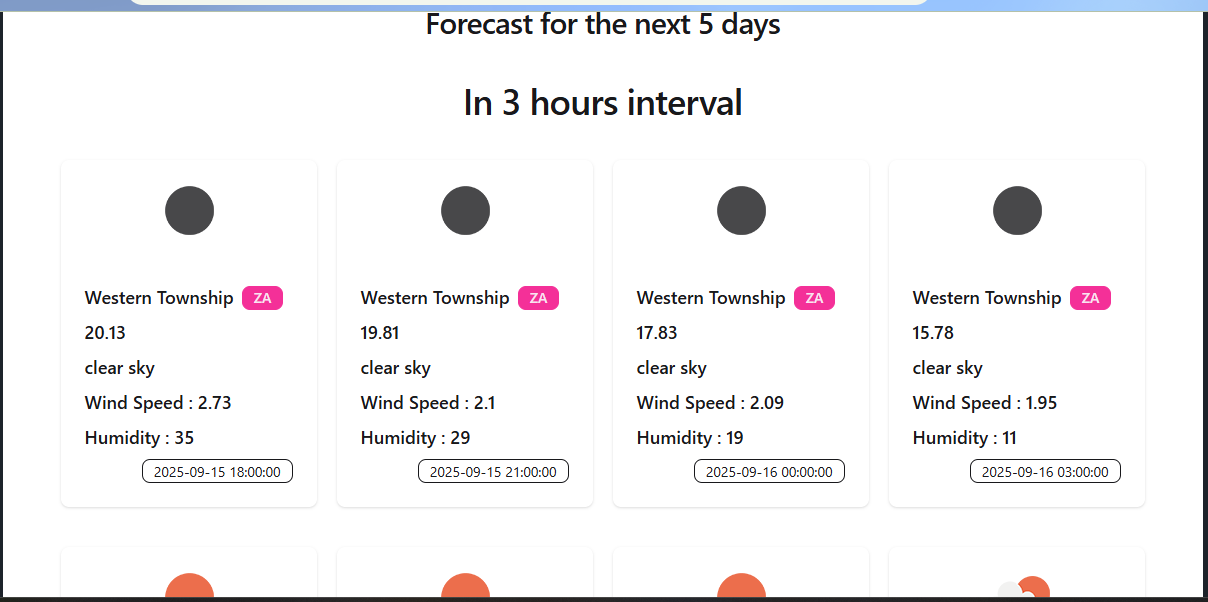 Forecast for the next 5 days
In 3 hours interval
Western Township ZA
20.13
clear sky
Wind Speed : 2.73
Humidity : 35
2025-09-15 18:00:00
Western Township ZA
19.81
clear sky
Wind Speed : 2.1
Humidity : 29
2025-09-15 21:00:00
Western Township ZA
17.83
clear sky
Wind Speed : 2.09
Humidity : 19
2025-09-16 00:00:00
Western Township ZA
15.78
clear sky
Wind Speed : 1.95
Humidity : 11
2025-09-16 03:00:00